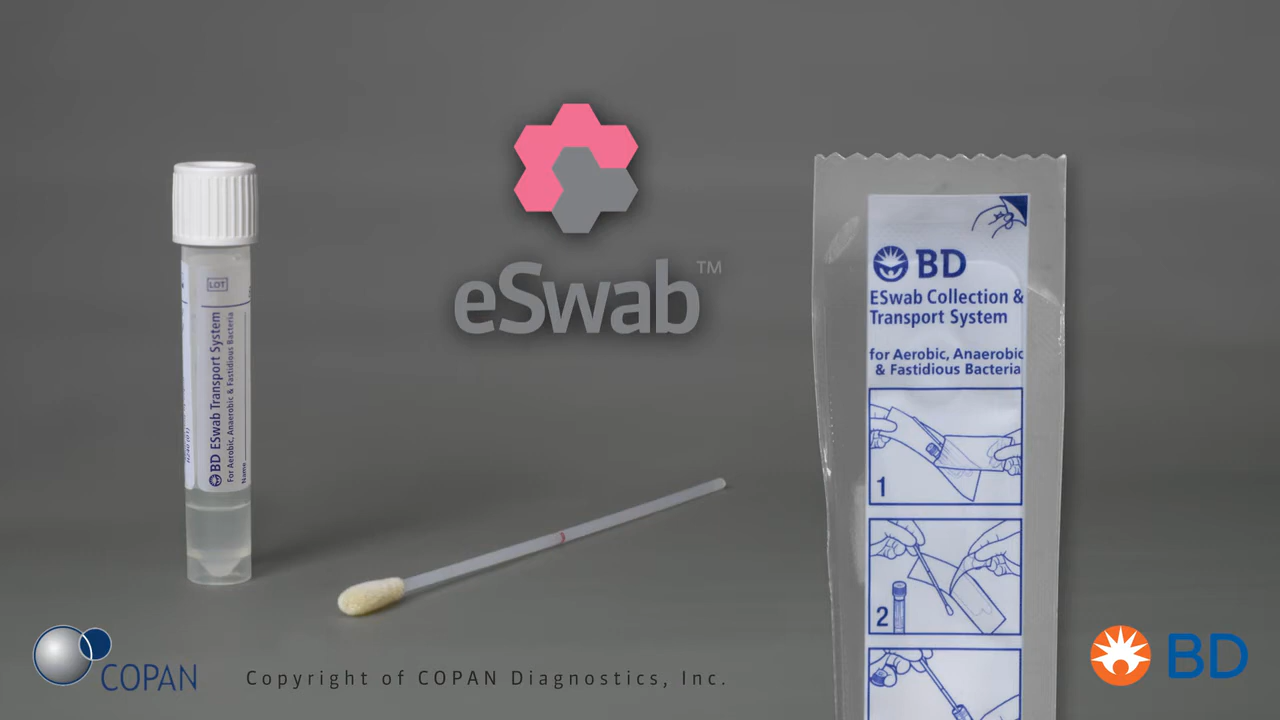 eSwab™
LOT
BD ESwab Transport System
For Aerobic, Anaerobic & Fastidious Bacteria
Name
BD
ESwab Collection &
Transport System
for Aerobic, Anaerobic
& Fastidious Bacteria
1
2
COPAN
Copyright of COPAN Diagnostics, Inc.
BD